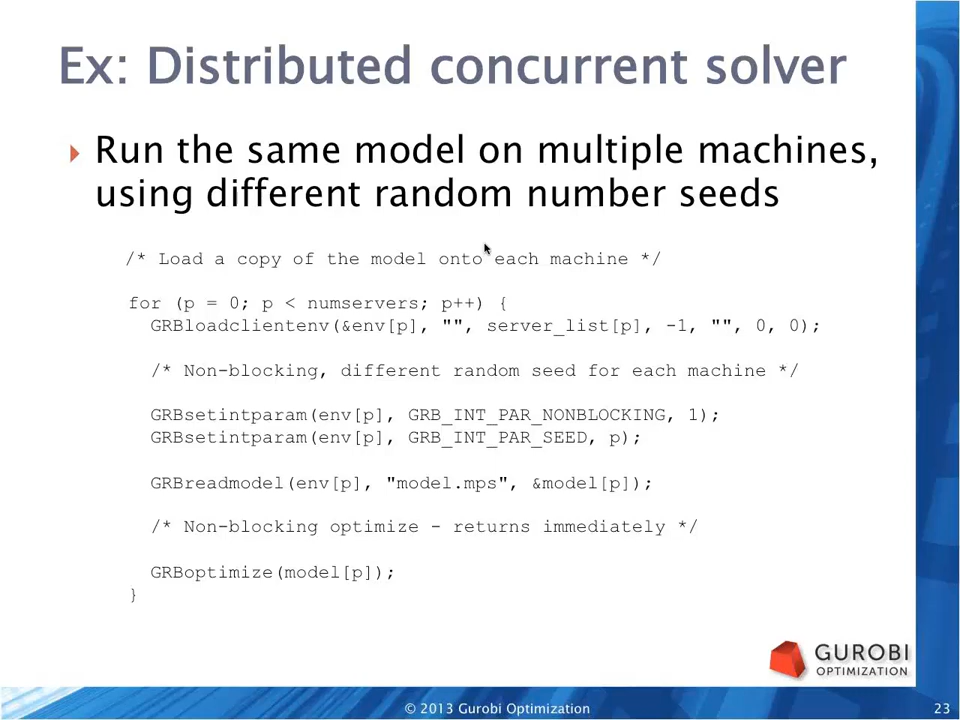 Ex: Distributed concurrent solver
Run the same model on multiple machines,
using different random number seeds
/* Load a copy of the model onto each machine */
for (p = 0; p < numservers; p++) {
GRBloadclientenv(&env[p], "", server_list[p], -1, "", 0, 0);
/* Non-blocking, different random seed for each machine */
GRBsetintparam(env[p], GRB_INT_PAR_NONBLOCKING, 1);
GRBsetintparam(env[p], GRB_INT_PAR_SEED, p);
GRBreadmodel(env[p], "model.mps", &model[p]);
/* Non-blocking optimize - returns immediately */
GRBoptimize(model[p]);
}
GUROBI
OPTIMIZATION
© 2013 Gurobi Optimization
23